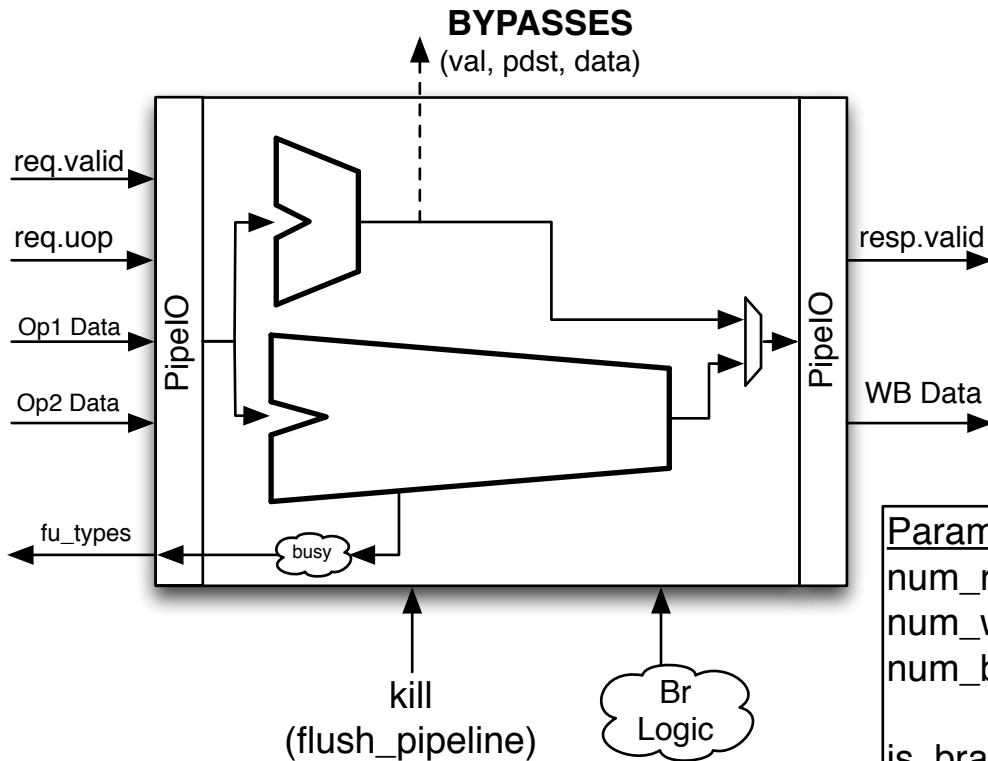 BYPASSES
(val, pdst, data)
req.valid
req.uop
Op1 Data
Op2 Data
fu_types
PipeIO
busy
PipeIO
resp.valid
WB Data
kill
(flush_pipeline)
Br
Logic